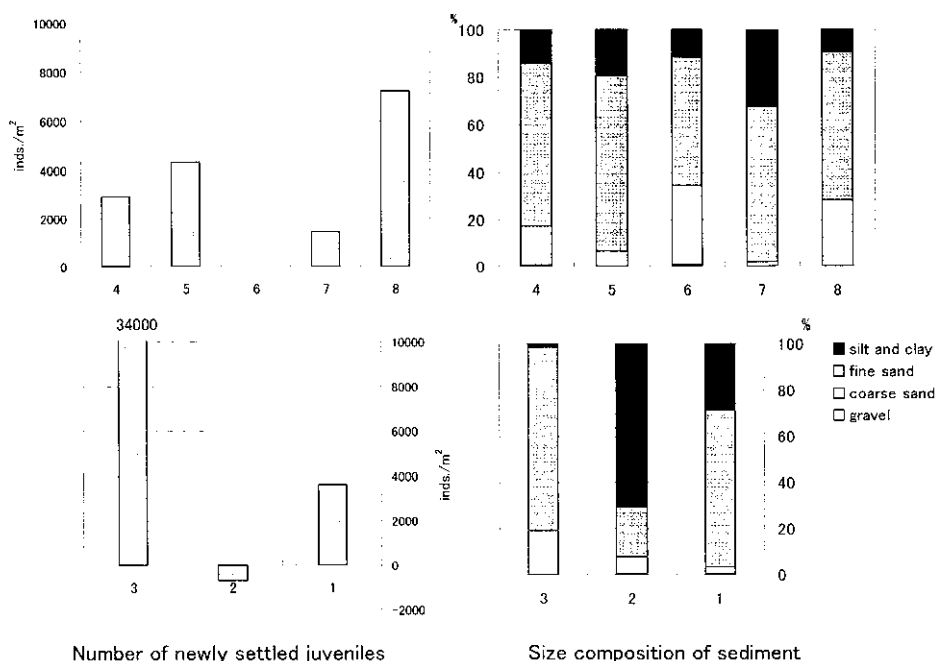 10000
8000
6000
4000
2000
0
inds./m²
4 5 6 7 8
%
100
80
60
40
20
0
4 5 6 7 8
34000
10000
8000
6000
4000
2000
0
-2000
inds./m²
3 2 1
%
100
80
60
40
20
0
3 2 1
silt and clay
fine sand
coarse sand
gravel
Number of newly settled juveniles
Size composition of sediment